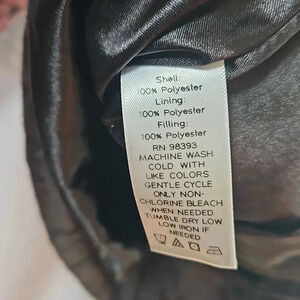 Shell:
100% Polyester
Lining:
100% Polyester
Filling:
100% Polyester
RN 98393
MACHINE WASH
COLD WITH
LIKE COLORS
GENTLE CYCLE
ONLY NON-
CHLORINE BLEACH
WHEN NEEDED
TUMBLE DRY LOW
LOW IRON IF
NEEDED